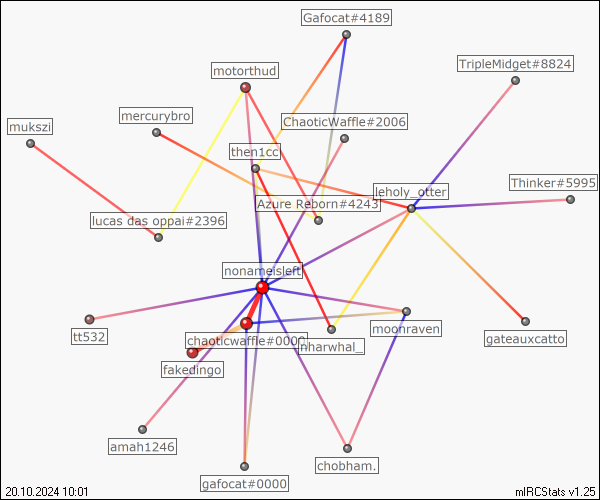 Gafocat#4189
TripleMidget#8824
motorthud
mercurybro
ChaoticWaffle#2006
mukszi
then1cc
Thinker#5995
leholy_otter
Azure Reborn#4243
lucas das oppai#2396
nonameisleft
tt532
moonraven
chaoticwaffle#0000
inharwhal_
gateauxcatto
fakedingo
amah1246
chobham.
gafocat#0000
20.10.2024 10:01
mIRCStats v1.25